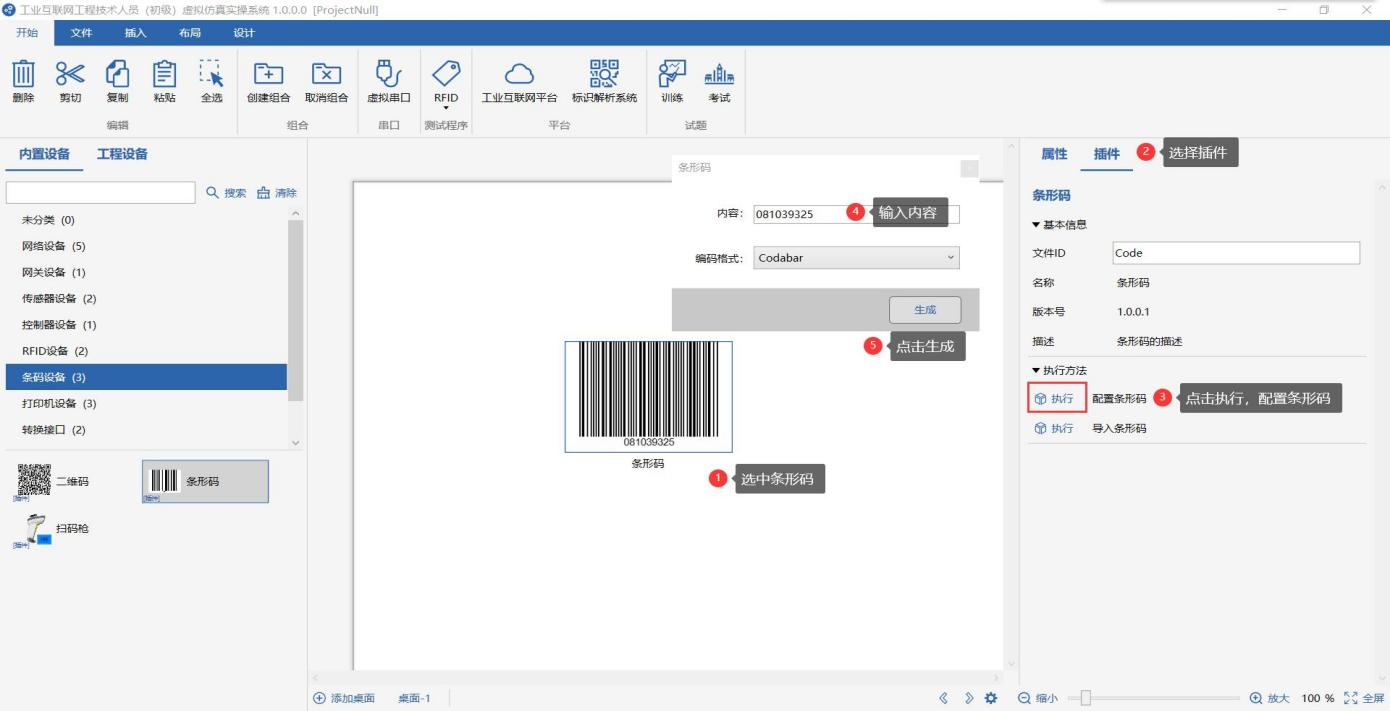 工业互联网工程技术人员（初级）虚拟仿真实操系统 1.0.0.0 [ProjectNull]
开始 文件 插入 布局 设计
删除 剪切 复制 粘贴 全选 创建组合 取消组合 虚拟串口 RFID 工业互联网平台 标识解析系统 训练 考试
编辑 组合 串口 测试程序 平台 试题
内置设备 工程设备
搜索 清除
未分类 (0)
网络设备 (5)
网关设备 (1)
传感器设备 (2)
控制器设备 (1)
RFID设备 (2)
条码设备 (3)
打印机设备 (3)
转换接口 (2)
二维码 条形码
[插件] [插件]
扫码枪
[插件]
条形码
内容: 081039325 4 输入内容
编码格式: Codabar
生成
5 点击生成
081039325
条形码
1 选中条形码
属性 插件 2 选择插件
条形码
基本信息
文件ID Code
名称 条形码
版本号 1.0.0.1
描述 条形码的描述
执行方法
执行 配置条形码 3 点击执行，配置条形码
执行 导入条形码
添加桌面 桌面-1 缩小 放大 100 % 全屏